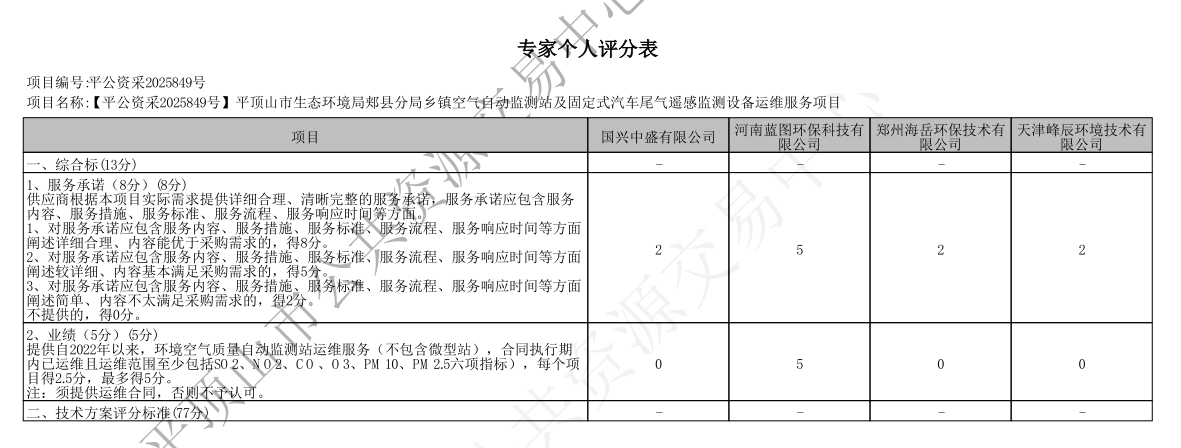 专家个人评分表
项目编号:平公资采2025849号
项目名称:【平公资采2025849号】平顶山市生态环境局郏县分局乡镇空气自动监测站及固定式汽车尾气遥感监测设备运维服务项目
项目 国兴中盛有限公司 河南蓝图环保科技有限公司 郑州海岳环保技术有限公司 天津峰辰环境技术有限公司
一、综合标(13分) - - - -
1、服务承诺（8分）(8分)
供应商根据本项目实际需求提供详细合理、清晰完整的服务承诺，服务承诺应包含服务
内容、服务措施、服务标准、服务流程、服务响应时间等方面。
1、对服务承诺应包含服务内容、服务措施、服务标准、服务流程、服务响应时间等方面
阐述详细合理、内容能优于采购需求的，得8分。
2、对服务承诺应包含服务内容、服务措施、服务标准、服务流程、服务响应时间等方面
阐述较详细、内容基本满足采购需求的，得5分。
3、对服务承诺应包含服务内容、服务措施、服务标准、服务流程、服务响应时间等方面
阐述简单、内容不太满足采购需求的，得2分。
不提供的，得0分。
2 5 2 2
2、业绩（5分）(5分)
提供自2022年以来，环境空气质量自动监测站运维服务（不包含微型站），合同执行期
内已运维且运维范围至少包括SO2、NO2、CO、O3、PM10、PM2.5六项指标），每个项
目得2.5分，最多得5分。
注：须提供运维合同，否则不予认可。
0 5 0 0
二、技术方案评分标准(77分) - - - -
平顶山市公共资源交易中心
公共资源交易中